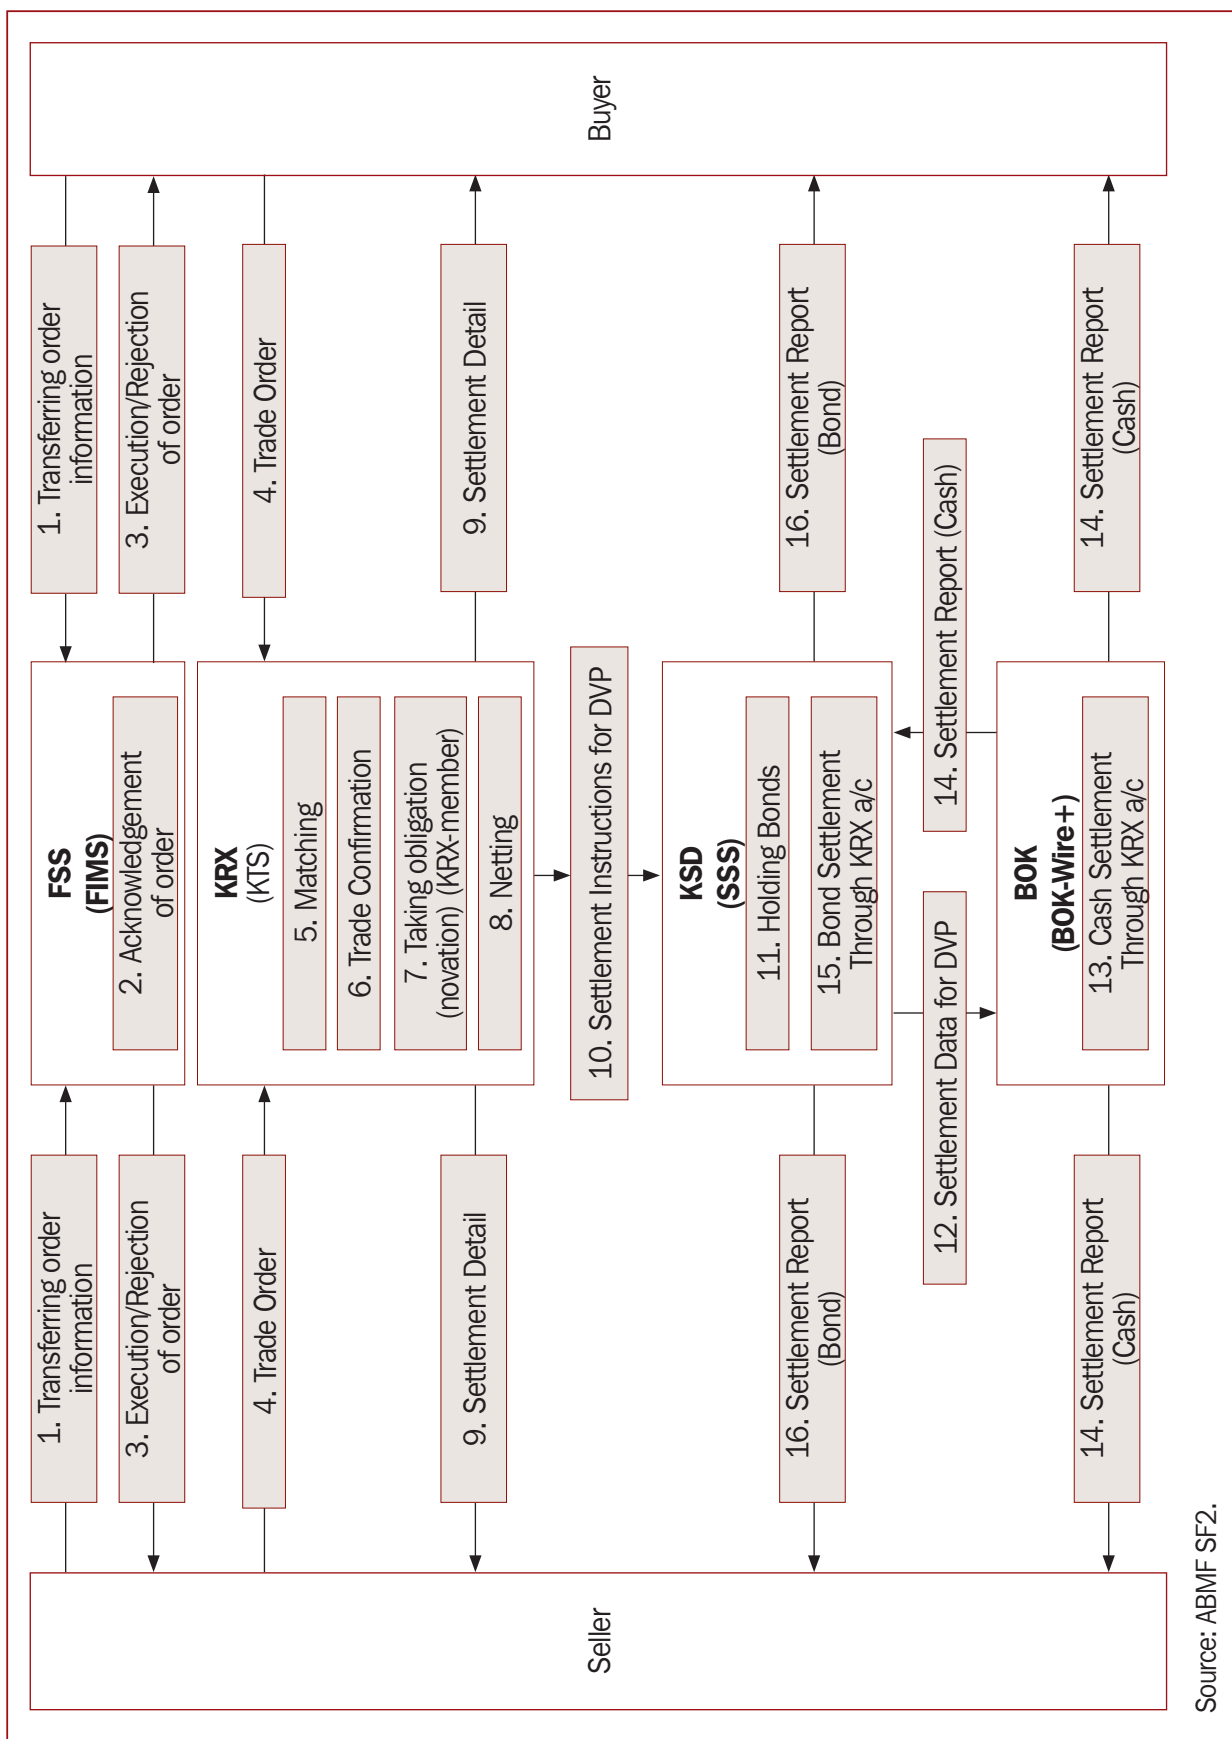 Seller
1. Transferring order
information
3. Execution/Rejection
of order
4. Trade Order
9. Settlement Detail
16. Settlement Report
(Bond)
14. Settlement Report
(Cash)
FSS
(FIMS)
2. Acknowledgement
of order
KRX
(KTS)
5. Matching
6. Trade Confirmation
7. Taking obligation
(novation) (KRX-member)
8. Netting
10. Settlement Instructions for DVP
KSD
(SSS)
11. Holding Bonds
15. Bond Settlement
Through KRX a/c
12. Settlement Data for DVP
14. Settlement Report (Cash)
BOK
(BOK-Wire+)
13. Cash Settlement
Through KRX a/c
1. Transferring order
information
3. Execution/Rejection
of order
4. Trade Order
9. Settlement Detail
16. Settlement Report
(Bond)
14. Settlement Report
(Cash)
Buyer
Source: ABMF SF2.